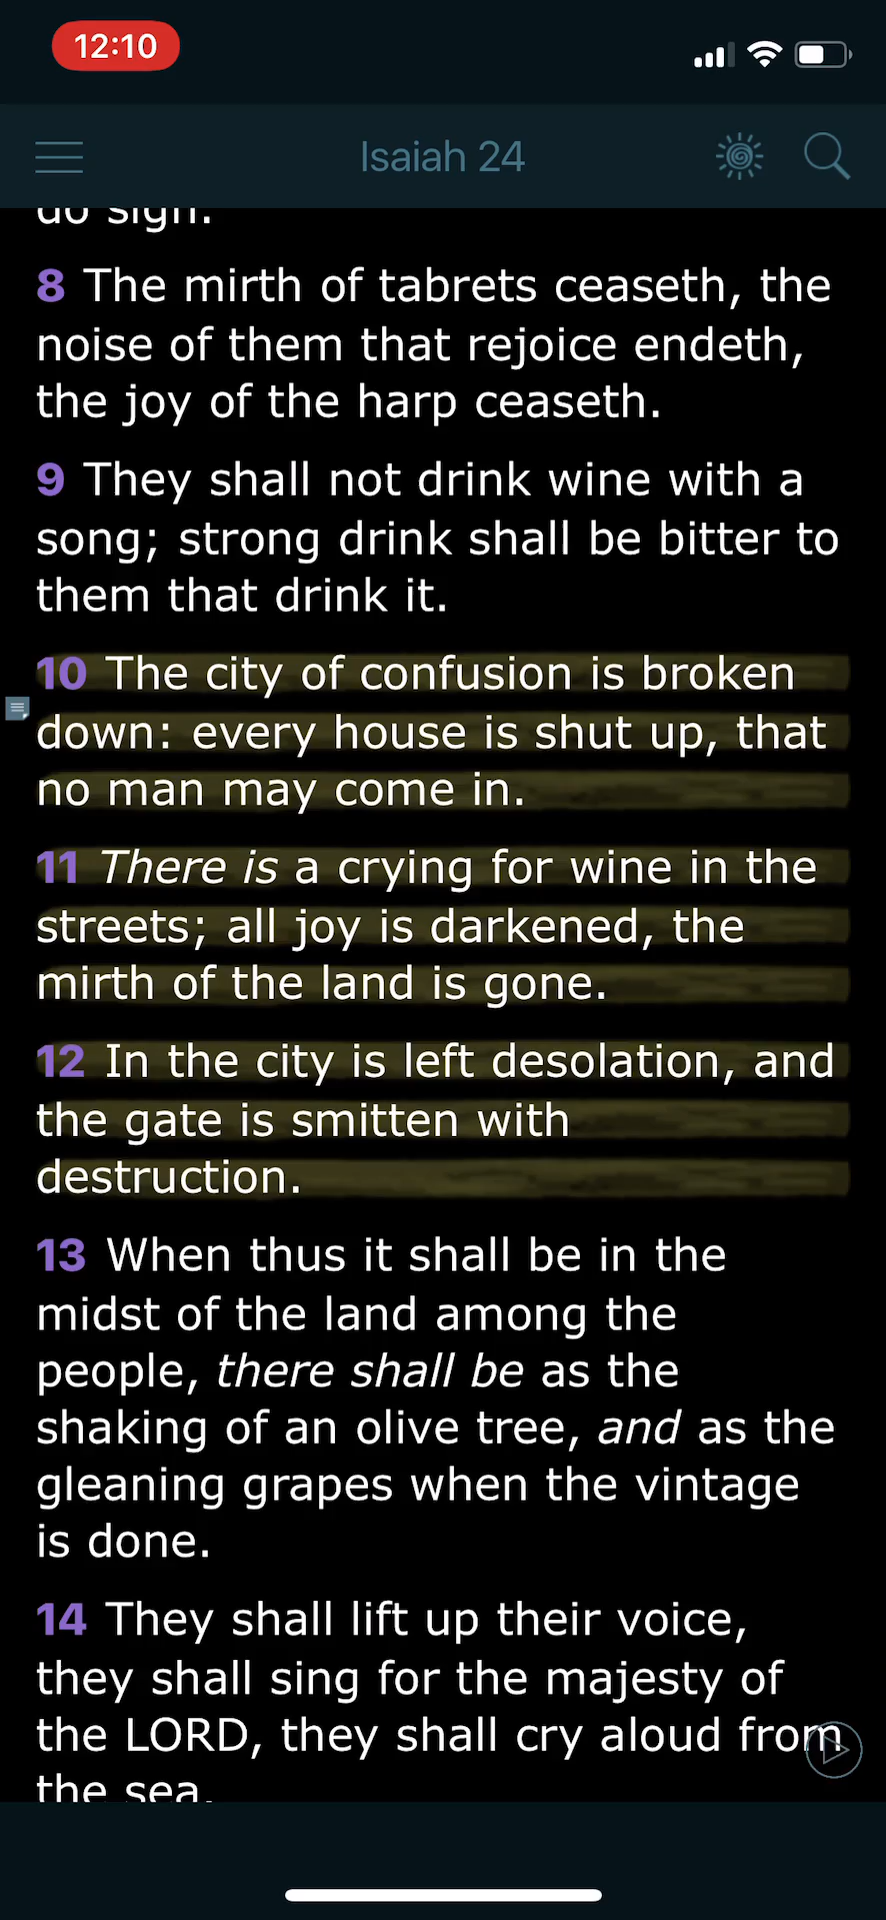 12:10
Isaiah 24
do sigh.
8 The mirth of tabrets ceaseth, the
noise of them that rejoice endeth,
the joy of the harp ceaseth.
9 They shall not drink wine with a
song; strong drink shall be bitter to
them that drink it.
10 The city of confusion is broken
down: every house is shut up, that
no man may come in.
11 There is a crying for wine in the
streets; all joy is darkened, the
mirth of the land is gone.
12 In the city is left desolation, and
the gate is smitten with
destruction.
13 When thus it shall be in the
midst of the land among the
people, there shall be as the
shaking of an olive tree, and as the
gleaning grapes when the vintage
is done.
14 They shall lift up their voice,
they shall sing for the majesty of
the LORD, they shall cry aloud from
the sea.